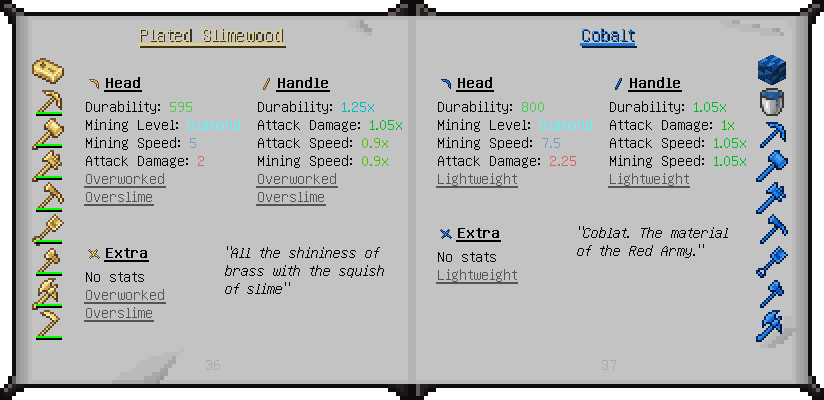 Plated Slimewood
Head
Durability: 595
Mining Level: Diamond
Mining Speed: 5
Attack Damage: 2
Overworked
Overslime
Handle
Durability: 1.25x
Attack Damage: 1.05x
Attack Speed: 0.9x
Mining Speed: 0.9x
Overworked
Overslime
Extra
No stats
Overworked
Overslime
"All the shininess of
brass with the squish
of slime"
36
Cobalt
Head
Durability: 800
Mining Level: Diamond
Mining Speed: 7.5
Attack Damage: 2.25
Lightweight
Handle
Durability: 1.05x
Attack Damage: 1x
Attack Speed: 1.05x
Mining Speed: 1.05x
Lightweight
Extra
No stats
Lightweight
"Coblat. The material
of the Red Army."
37